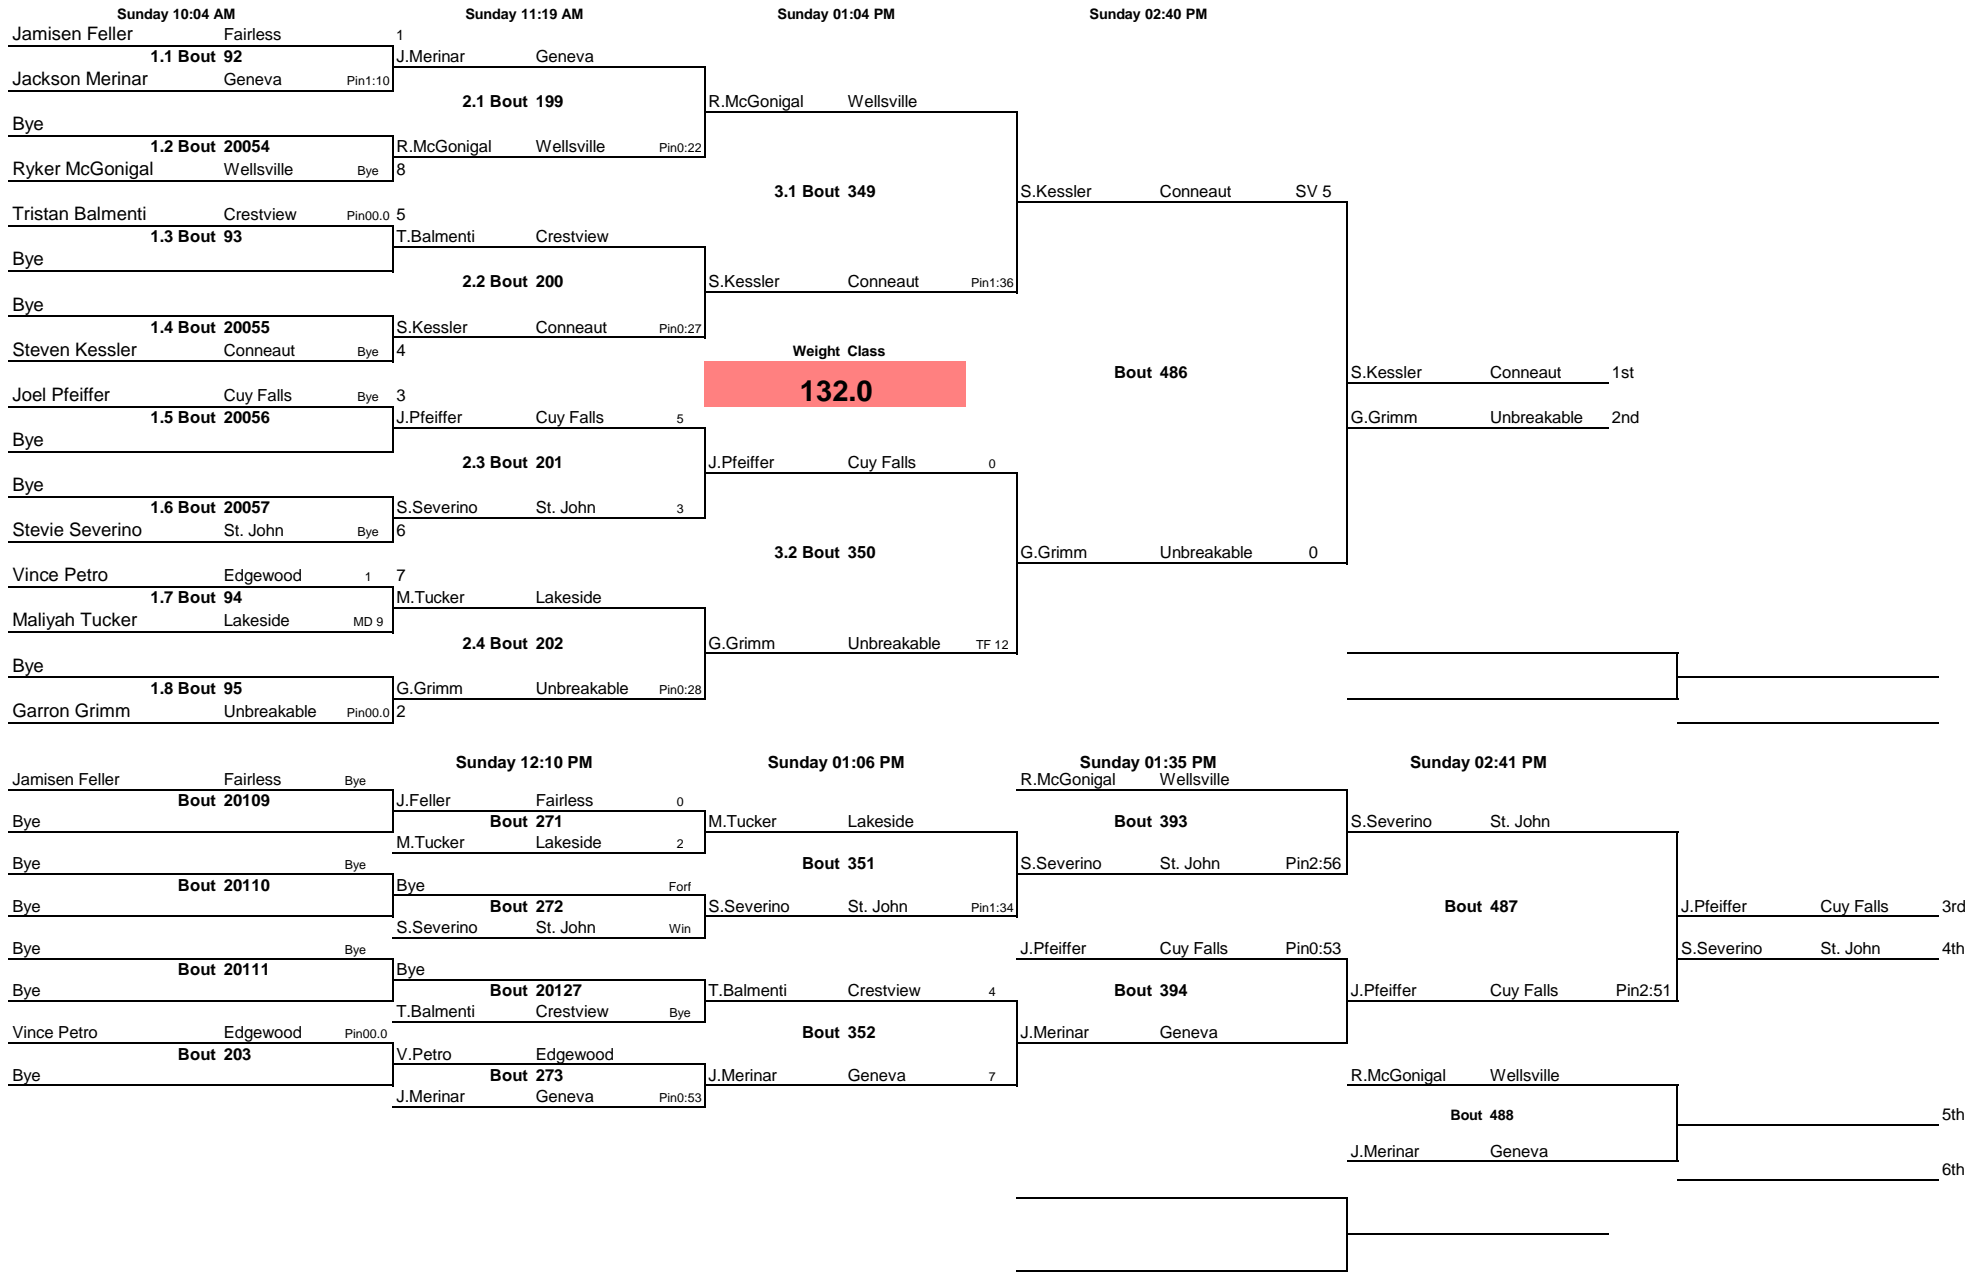 Sunday 10:04 AM Sunday 11:19 AM Sunday 01:04 PM Sunday 02:40 PM
Jamisen Feller Fairless 1
1.1 Bout 92 J.Merinar Geneva
Jackson Merinar Geneva Pin1:10
2.1 Bout 199 R.McGonigal Wellsville
Bye
1.2 Bout 20054 R.McGonigal Wellsville Pin0:22
Ryker McGonigal Wellsville Bye 8
3.1 Bout 349 S.Kessler Conneaut SV 5
Tristan Balmenti Crestview Pin00.0 5
1.3 Bout 93 T.Balmenti Crestview
Bye
2.2 Bout 200 S.Kessler Conneaut Pin1:36
Bye
1.4 Bout 20055 S.Kessler Conneaut Pin0:27
Steven Kessler Conneaut Bye 4 Weight Class
Bout 486 S.Kessler Conneaut 1st
Joel Pfeiffer Cuy Falls Bye 3 132.0
1.5 Bout 20056 J.Pfeiffer Cuy Falls 5 G.Grimm Unbreakable 2nd
Bye
2.3 Bout 201 J.Pfeiffer Cuy Falls 0
Bye
1.6 Bout 20057 S.Severino St. John 3
Stevie Severino St. John Bye 6
3.2 Bout 350 G.Grimm Unbreakable 0
Vince Petro Edgewood 1 7
1.7 Bout 94 M.Tucker Lakeside
Maliyah Tucker Lakeside MD 9
2.4 Bout 202 G.Grimm Unbreakable TF 12
Bye
1.8 Bout 95 G.Grimm Unbreakable Pin0:28
Garron Grimm Unbreakable Pin00.0 2
Sunday 12:10 PM Sunday 01:06 PM Sunday 01:35 PM Sunday 02:41 PM
Jamisen Feller Fairless Bye R.McGonigal Wellsville
Bout 20109 J.Feller Fairless 0
Bye Bout 271 M.Tucker Lakeside Bout 393 S.Severino St. John
M.Tucker Lakeside 2
Bye Bye Bout 351 S.Severino St. John Pin2:56
Bout 20110 Bye Forf
Bye Bout 272 S.Severino St. John Pin1:34 Bout 487 J.Pfeiffer Cuy Falls 3rd
S.Severino St. John Win
Bye Bye J.Pfeiffer Cuy Falls Pin0:53 S.Severino St. John 4th
Bout 20111 Bye
Bye Bout 20127 T.Balmenti Crestview 4 Bout 394 J.Pfeiffer Cuy Falls Pin2:51
T.Balmenti Crestview Bye
Vince Petro Edgewood Pin00.0 Bout 352 J.Merinar Geneva
Bout 203 V.Petro Edgewood
Bye Bout 273 J.Merinar Geneva 7 R.McGonigal Wellsville
J.Merinar Geneva Pin0:53
Bout 488 5th
J.Merinar Geneva
6th